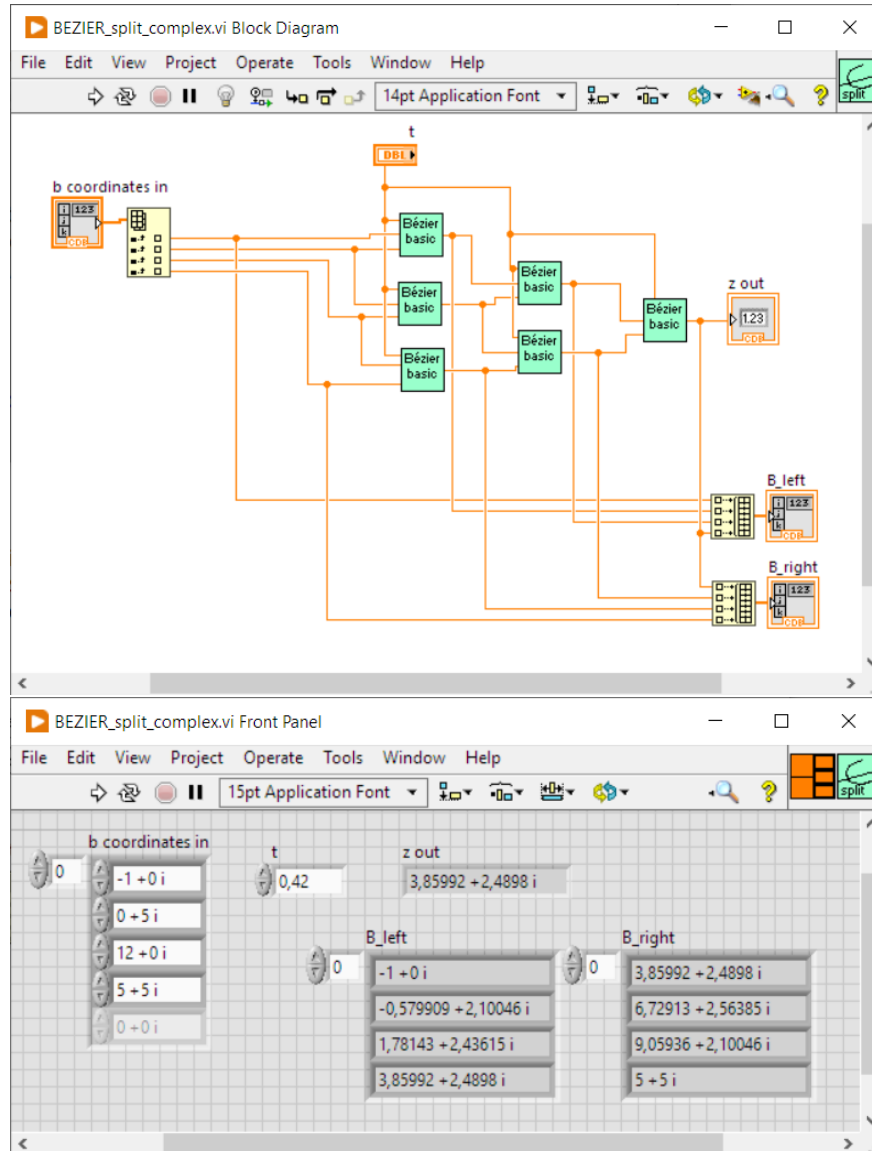 BEZIER_split_complex.vi Block Diagram
File Edit View Project Operate Tools Window Help
14pt Application Font
split
t
DBL
b coordinates in
i 123
j
k
CDB
Bézier
basic
Bézier
basic
Bézier
basic
Bézier
basic
Bézier
basic
Bézier
basic
z out
1.23
CDB
B_left
i 123
j
k
CDB
B_right
i 123
j
k
CDB
BEZIER_split_complex.vi Front Panel
File Edit View Project Operate Tools Window Help
15pt Application Font
split
b coordinates in
0
-1 +0 i
0 +5 i
12 +0 i
5 +5 i
0 +0 i
t
0,42
z out
3,85992 +2,4898 i
B_left
0
-1 +0 i
-0,579909 +2,10046 i
1,78143 +2,43615 i
3,85992 +2,4898 i
B_right
0
3,85992 +2,4898 i
6,72913 +2,56385 i
9,05936 +2,10046 i
5 +5 i